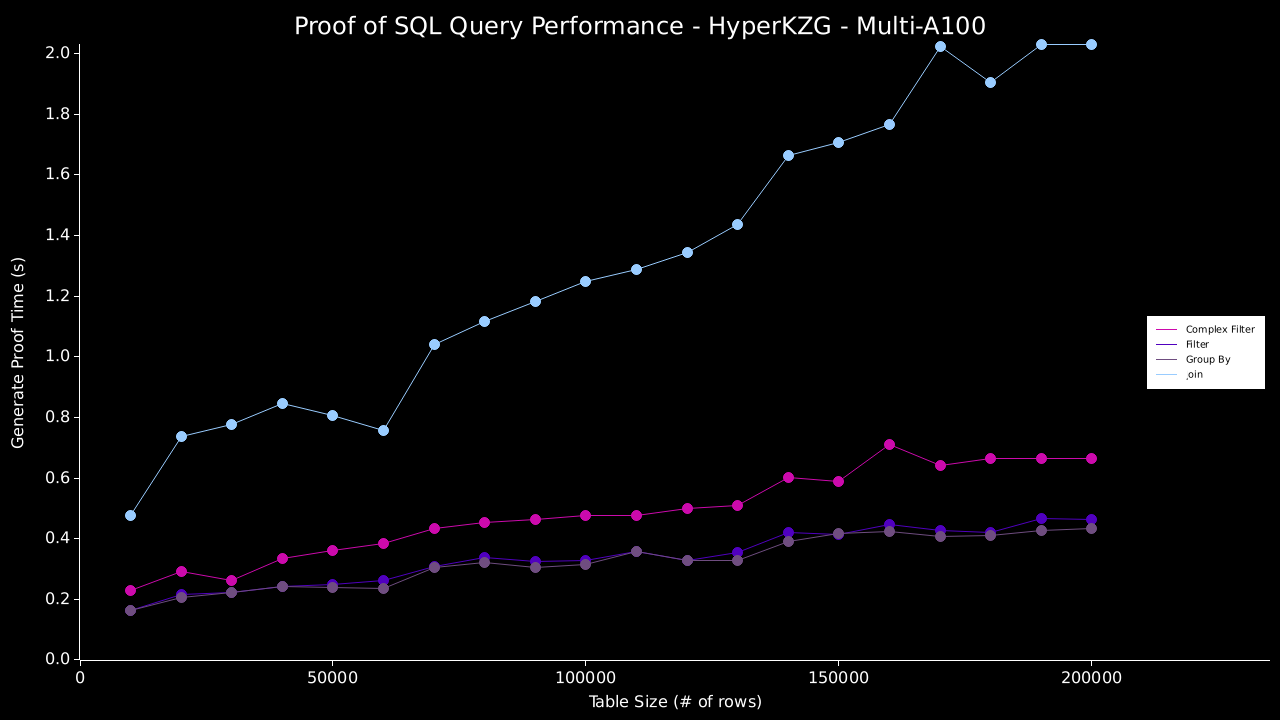 Proof of SQL Query Performance - HyperKZG - Multi-A100
Generate Proof Time (s)
2.0
1.8
1.6
1.4
1.2
1.0
0.8
0.6
0.4
0.2
0.0
0
50000
100000
150000
200000
Table Size (# of rows)
Complex Filter
Filter
Group By
Join